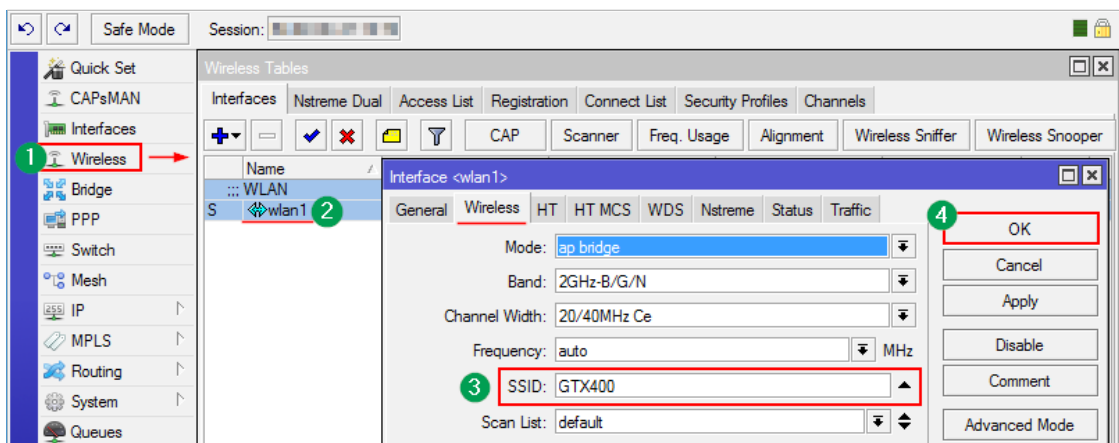 Safe Mode Session:
Quick Set
CAPsMAN
Interfaces
1 Wireless
Bridge
PPP
Switch
Mesh
255 IP
MPLS
Routing
System
Queues
Wireless Tables
Interfaces Nstreme Dual Access List Registration Connect List Security Profiles Channels
CAP Scanner Freq. Usage Alignment Wireless Sniffer Wireless Snooper
Name
::: WLAN
S wlan1 2
Interface <wlan1>
General Wireless HT HT MCS WDS Nstreme Status Traffic
Mode: ap bridge
Band: 2GHz-B/G/N
Channel Width: 20/40MHz Ce
Frequency: auto MHz
3 SSID: GTX400
Scan List: default
4 OK
Cancel
Apply
Disable
Comment
Advanced Mode